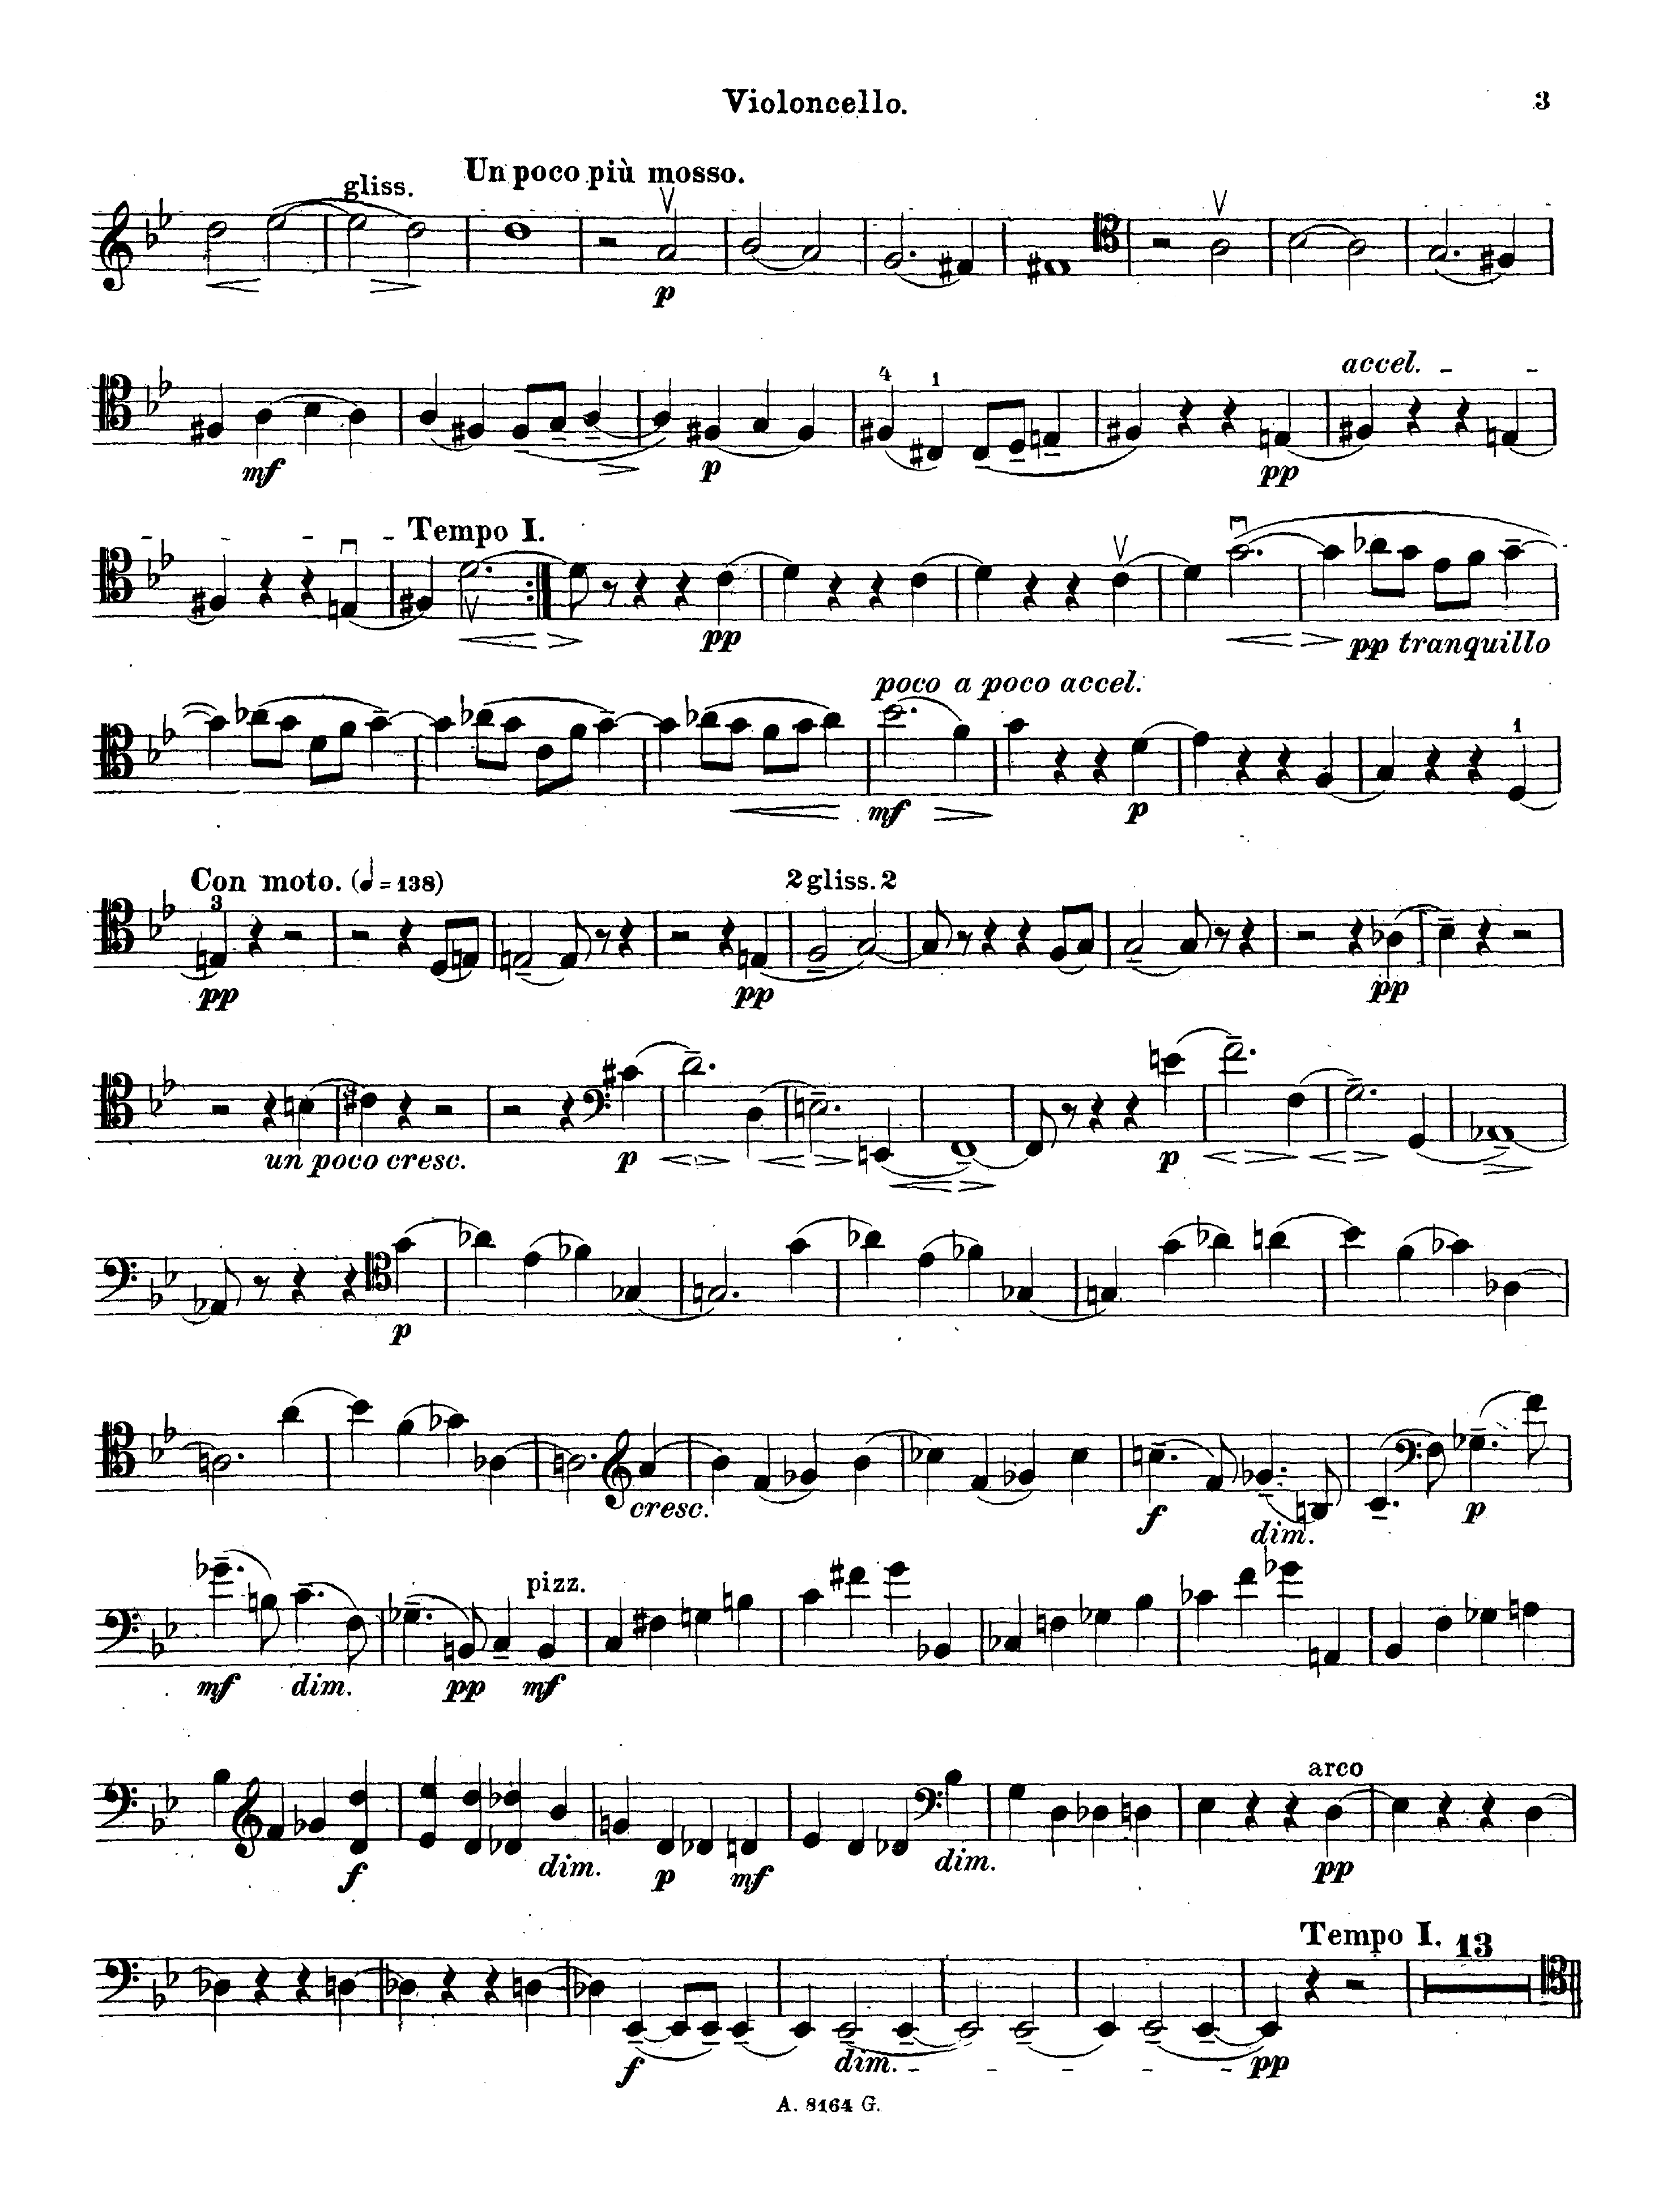 Violoncello. 3
Un poco più mosso.
gliss.
p
accel.
4 1
mf p pp
Tempo I.
pp pp tranquillo
poco a poco accel.
1
mf p
Con moto. (♩=138) 2 gliss. 2
3
pp pp pp
un poco cresc. p p
p
cresc. f dim. p
pizz.
mf dim. pp mf
arco
f dim. p mf dim. pp
Tempo I. 13
f dim. pp
A. 8164 G.